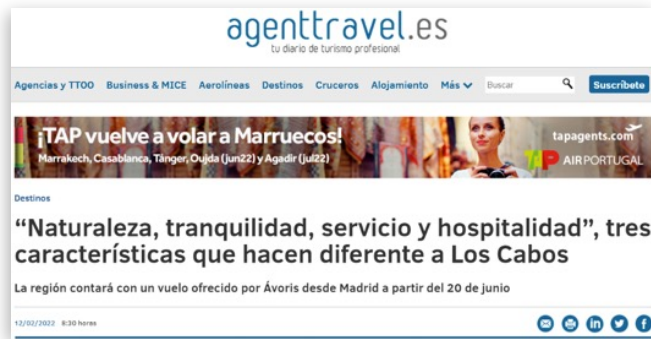 agenttravel.es
tu diario de turismo profesional
Agencias y TTOO Business & MICE Aerolíneas Destinos Cruceros Alojamiento Más Buscar Suscríbete
¡TAP vuelve a volar a Marruecos!
Marrakech, Casablanca, Tánger, Oujda (jun22) y Agadir (jul22)
tapagents.com
TAP AIRPORTUGAL
Destinos
“Naturaleza, tranquilidad, servicio y hospitalidad”, tres
características que hacen diferente a Los Cabos
La región contará con un vuelo ofrecido por Ávoris desde Madrid a partir del 20 de junio
12/02/2022 8:30 horas